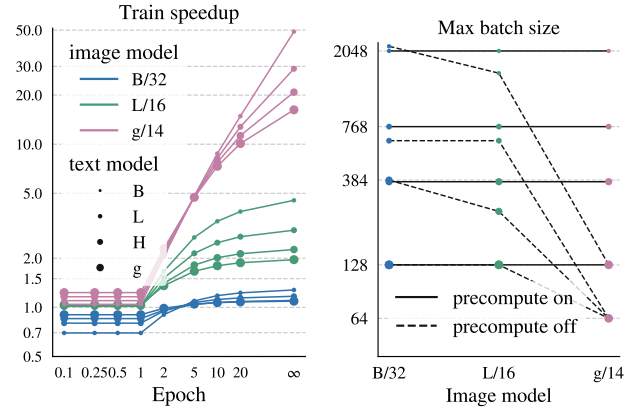 Train speedup
50.0
30.0
20.0
10.0
5.0
2.0
1.5
1.0
0.7
0.5
image model
B/32
L/16
g/14
text model
B
L
H
g
0.1 0.25 0.5 1 2 5 10 20 ∞
Epoch
Max batch size
2048
768
384
128
64
precompute on
precompute off
B/32 L/16 g/14
Image model